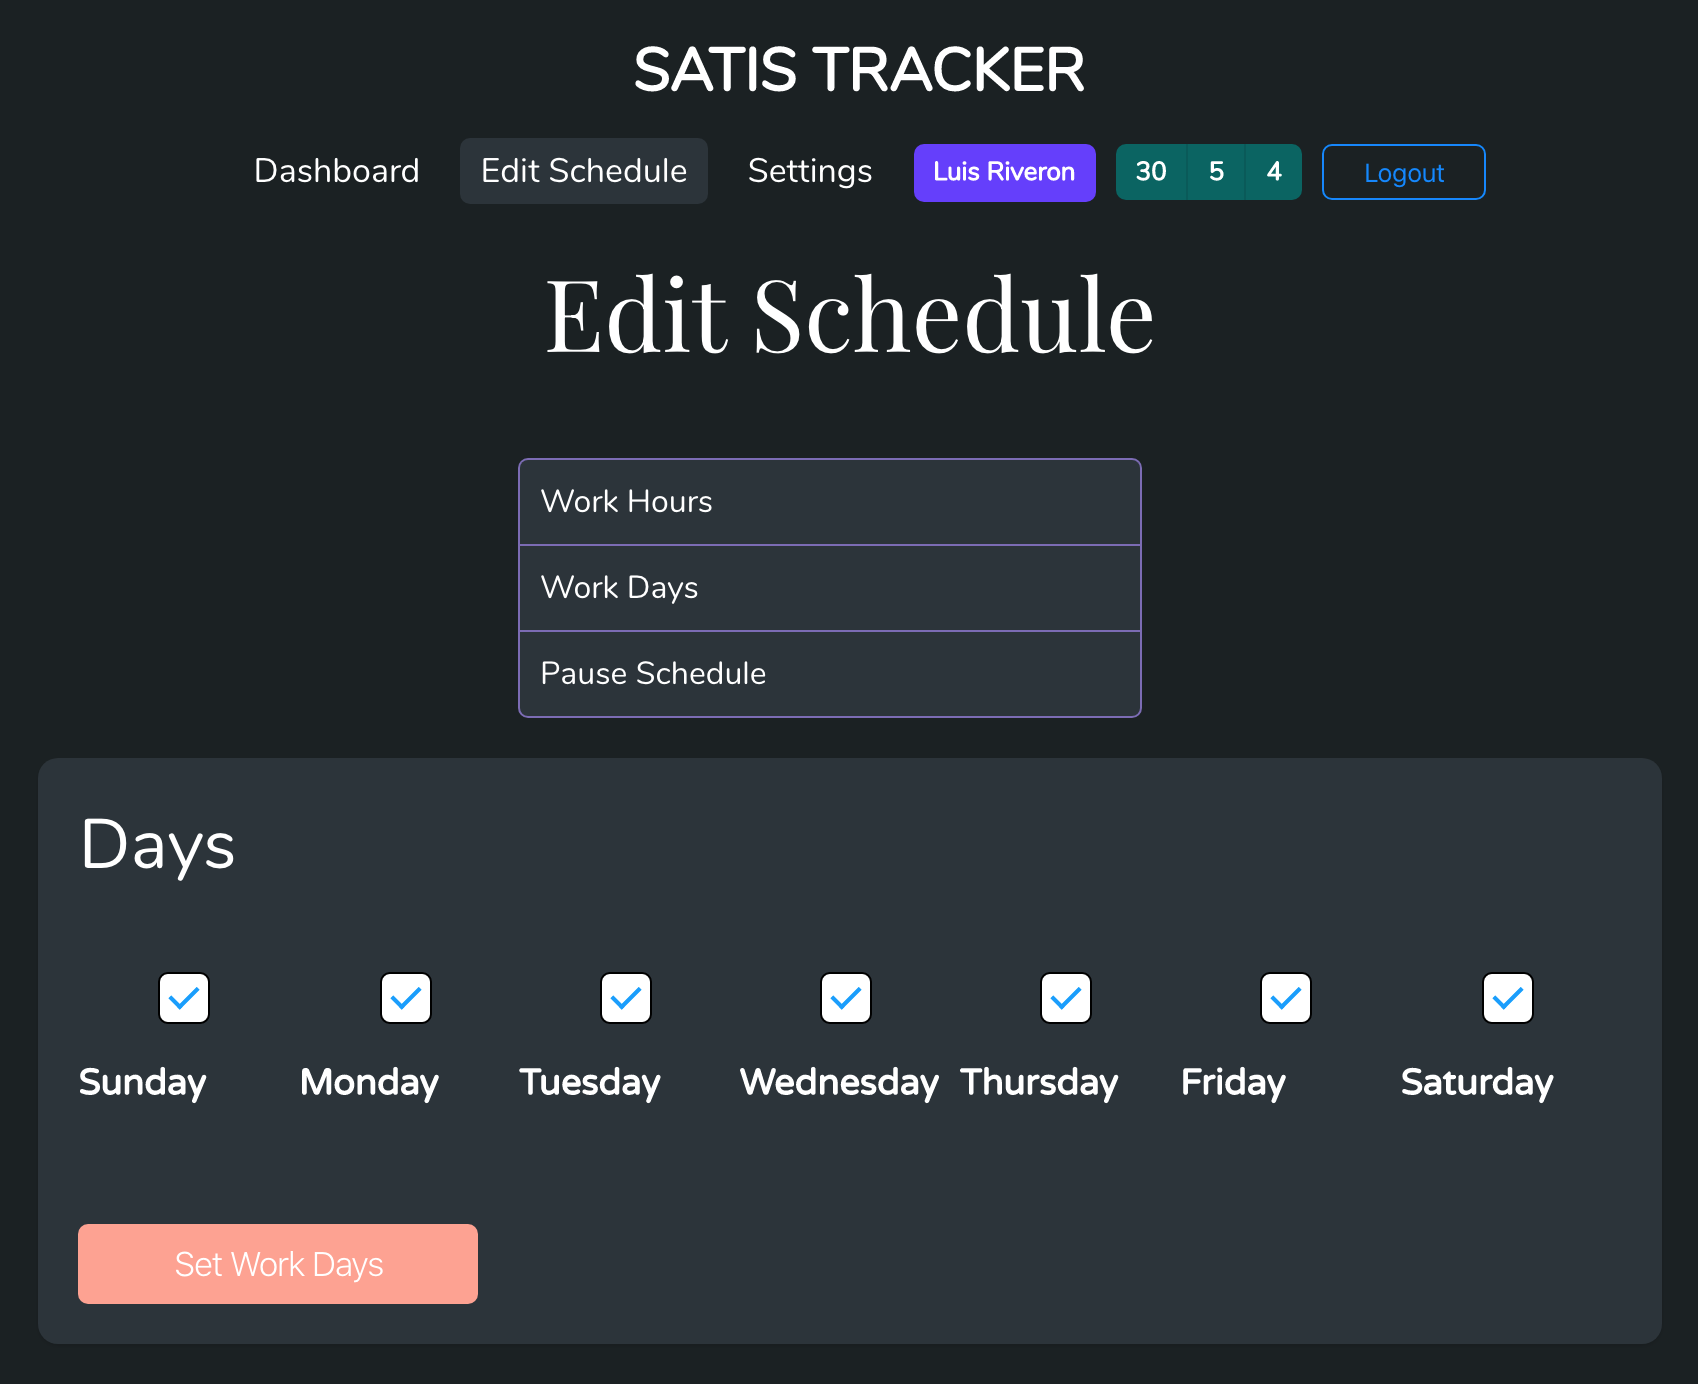 SATIS TRACKER
Dashboard Edit Schedule Settings Luis Riveron 30 5 4 Logout
Edit Schedule
Work Hours
Work Days
Pause Schedule
Days
Sunday Monday Tuesday Wednesday Thursday Friday Saturday
Set Work Days